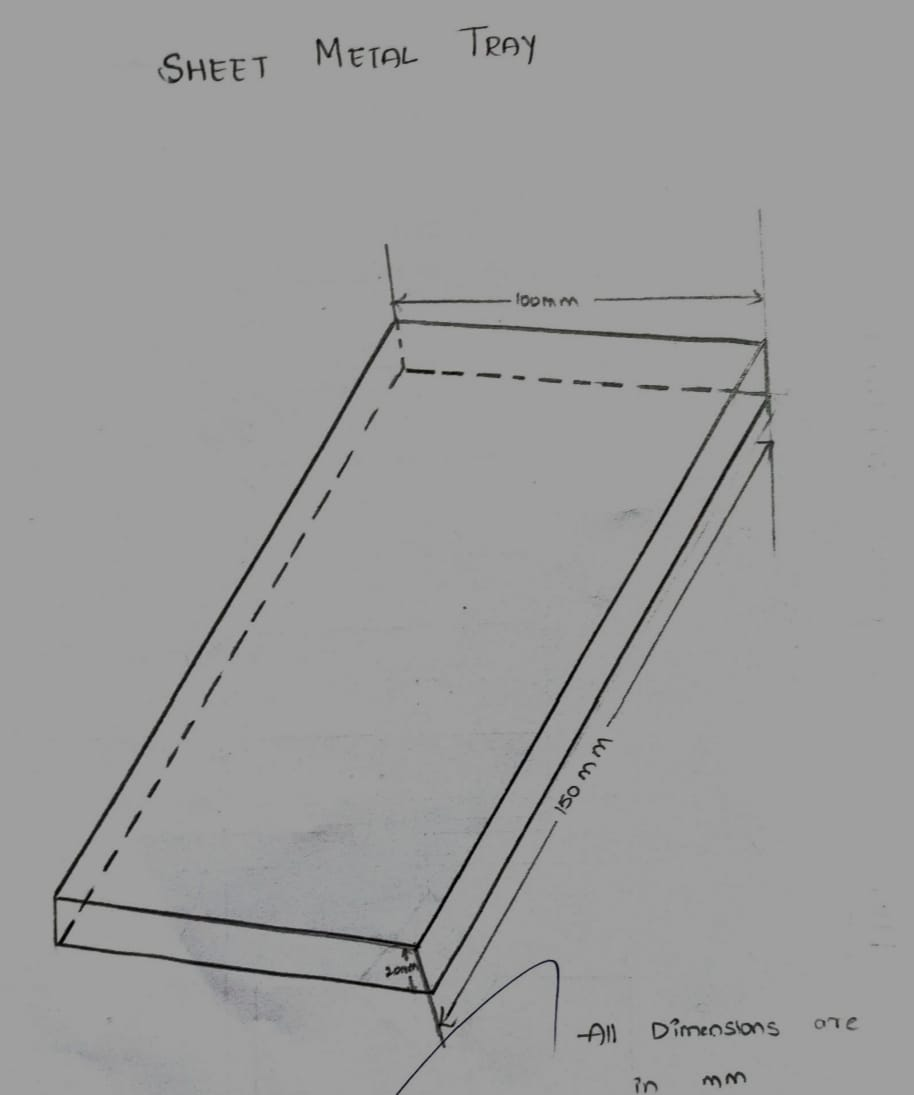 SHEET METAL TRAY
100mm
150 mm
20mm
All Dimensions are
in mm